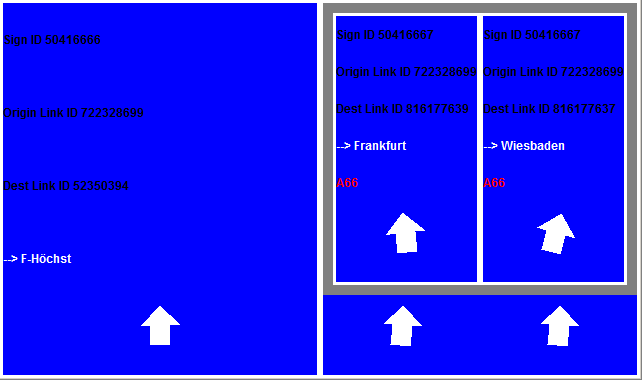 Sign ID 50416666
Origin Link ID 722328699
Dest Link ID 52350394
--> F-Höchst
Sign ID 50416667
Origin Link ID 722328699
Dest Link ID 816177639
--> Frankfurt
A66
Sign ID 50416667
Origin Link ID 722328699
Dest Link ID 816177637
--> Wiesbaden
A66